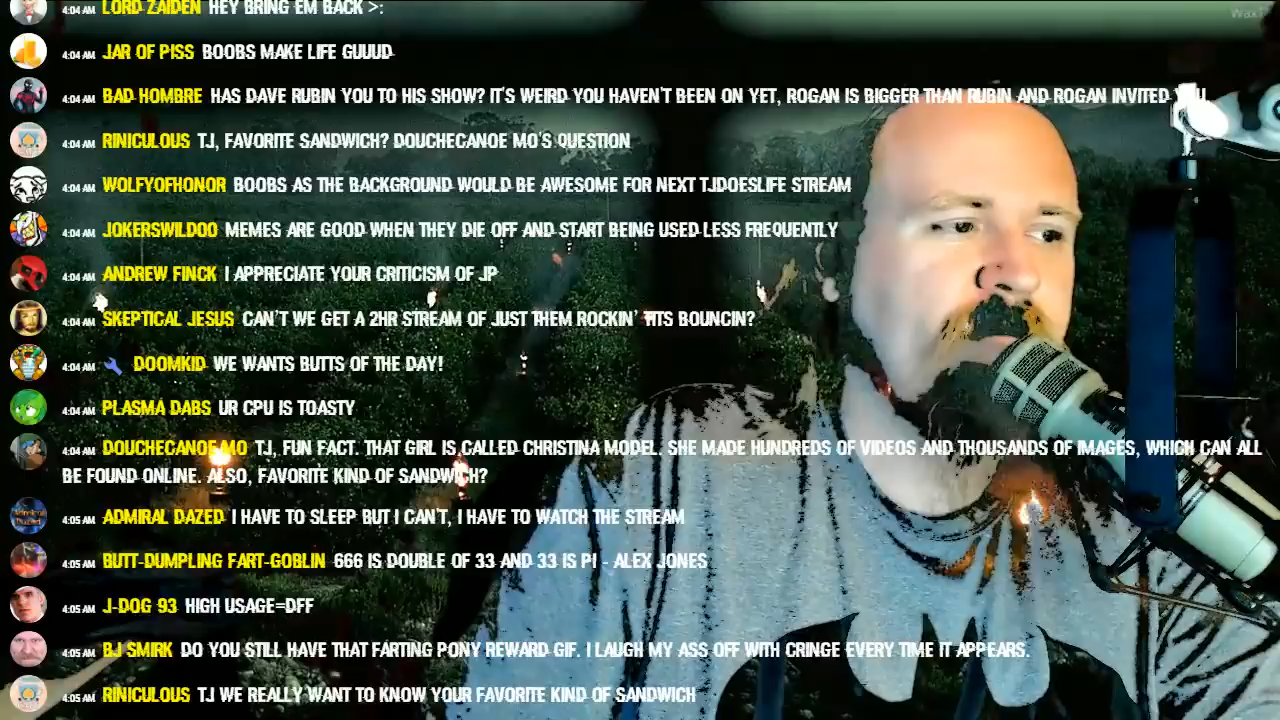 4:04 AM LORD ZAIDEN HEY BRING EM BACK >:
4:04 AM JAR OF PISS BOOBS MAKE LIFE GUUUD
4:04 AM BAD HOMBRE HAS DAVE RUBIN YOU TO HIS SHOW? IT'S WEIRD YOU HAVEN'T BEEN ON YET, ROGAN IS BIGGER THAN RUBIN AND ROGAN INVITED YOU
4:04 AM RINICULOUS TJ, FAVORITE SANDWICH? DOUCHECANOE MO'S QUESTION
4:04 AM WOLFYOFHONOR BOOBS AS THE BACKGROUND WOULD BE AWESOME FOR NEXT TJDOESLIFE STREAM
4:04 AM JOKERSWILDOO MEMES ARE GOOD WHEN THEY DIE OFF AND START BEING USED LESS FREQUENTLY
4:04 AM ANDREW FINCK I APPRECIATE YOUR CRITICISM OF JP
4:04 AM SKEPTICAL JESUS CAN'T WE GET A 2HR STREAM OF JUST THEM ROCKIN' TITS BOUNCIN?
4:04 AM DOOMKID WE WANTS BUTTS OF THE DAY!
4:04 AM PLASMA DABS UR CPU IS TOASTY
4:04 AM DOUCHECANOE MO TJ, FUN FACT. THAT GIRL IS CALLED CHRISTINA MODEL. SHE MADE HUNDREDS OF VIDEOS AND THOUSANDS OF IMAGES, WHICH CAN ALL
BE FOUND ONLINE. ALSO, FAVORITE KIND OF SANDWICH?
4:05 AM ADMIRAL DAZED I HAVE TO SLEEP BUT I CAN'T, I HAVE TO WATCH THE STREAM
4:05 AM BUTT-DUMPLING FART-GOBLIN 666 IS DOUBLE OF 33 AND 33 IS PI - ALEX JONES
4:05 AM J-DOG 93 HIGH USAGE=DFF
4:05 AM BJ SMIRK DO YOU STILL HAVE THAT FARTING PONY REWARD GIF. I LAUGH MY ASS OFF WITH CRINGE EVERY TIME IT APPEARS.
4:05 AM RINICULOUS TJ WE REALLY WANT TO KNOW YOUR FAVORITE KIND OF SANDWICH